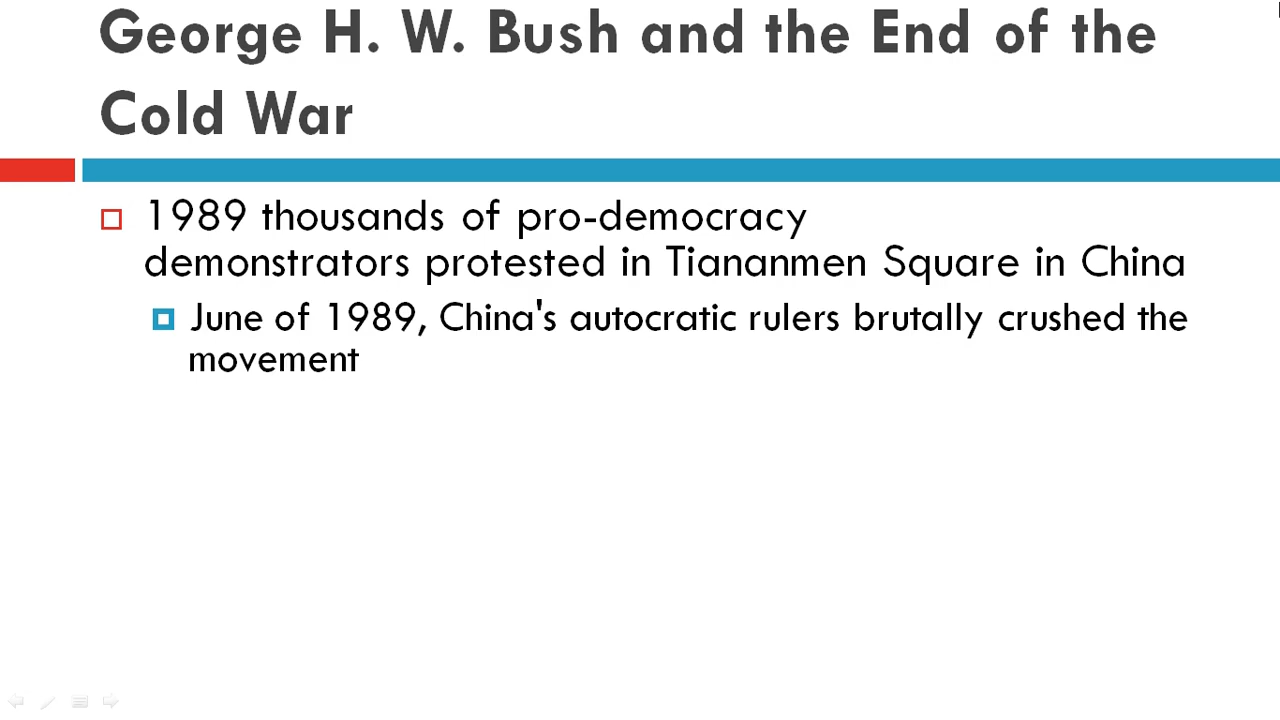 George H. W. Bush and the End of the
Cold War
1989 thousands of pro-democracy
demonstrators protested in Tiananmen Square in China
June of 1989, China's autocratic rulers brutally crushed the
movement